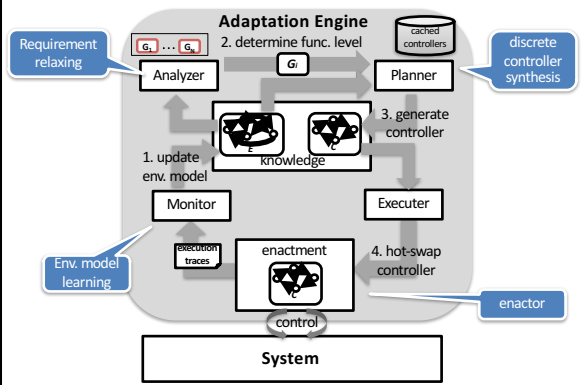 Adaptation Engine
Requirement
relaxing
G1 ... GN
2. determine func. level
cached
controllers
discrete
controller
synthesis
Analyzer
Gi
Planner
3. generate
controller
E
C
knowledge
1. update
env. model
Monitor
Executer
execution
traces
enactment
4. hot-swap
controller
Env. model
learning
C
enactor
control
System